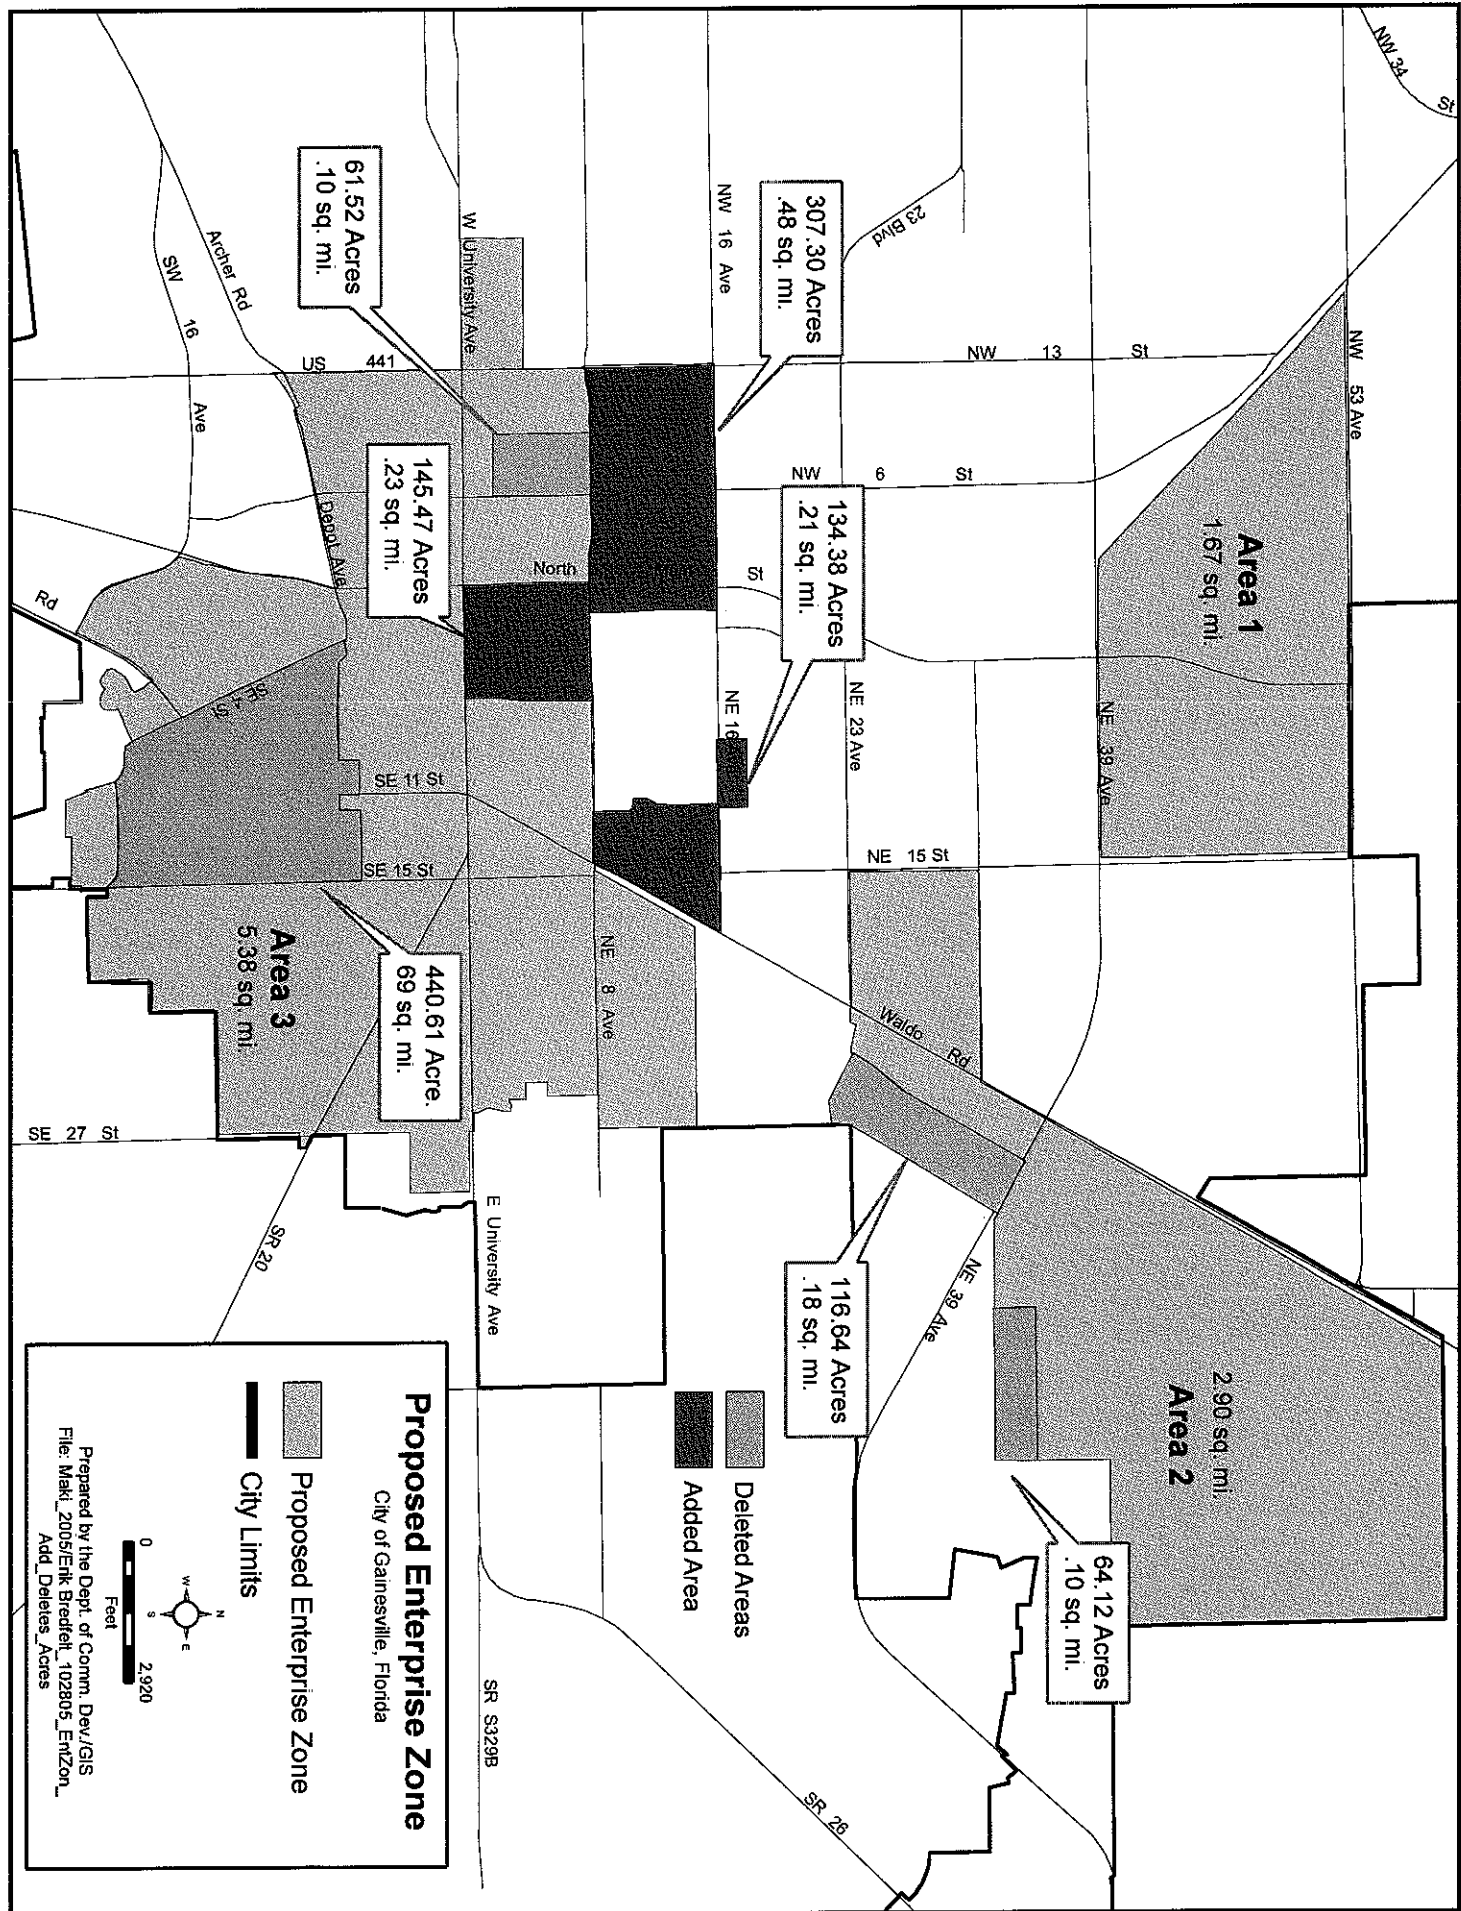 NW 34 St
NW 53 Ave
Area 1
1.67 sq. mi.
NW 13 St
NW 6 St
23 Blvd
307.30 Acres
.48 sq. mi.
NW 16 Ave
134.38 Acres
.21 sq. mi.
St
North
NE 16
NE 23 Ave
NE 39 Ave
NE 15 St
W University Ave
61.52 Acres
.10 sq. mi.
Archer Rd
SW 16 Ave
US 441
145.47 Acres
.23 sq. mi.
Depot Ave
Rd
SE 4 St
SE 11 St
SE 15 St
Area 3
5.38 sq. mi.
440.61 Acre.
69 sq. mi.
NE 8 Ave
Waldo Rd
SE 27 St
SR 20
E University Ave
116.64 Acres
.18 sq. mi.
NE 39 Ave
2.90 sq. mi.
Area 2
64.12 Acres
.10 sq. mi.
Deleted Areas
Added Area
SR S329B
SR 26
Proposed Enterprise Zone
City of Gainesville, Florida
Proposed Enterprise Zone
City Limits
N
W
E
S
0 2,920
Feet
Prepared by the Dept. of Comm. Dev./GIS
File: Maki_2005/Erik Bredfelt_102805_EntZon_
Add_Deletes_Acres